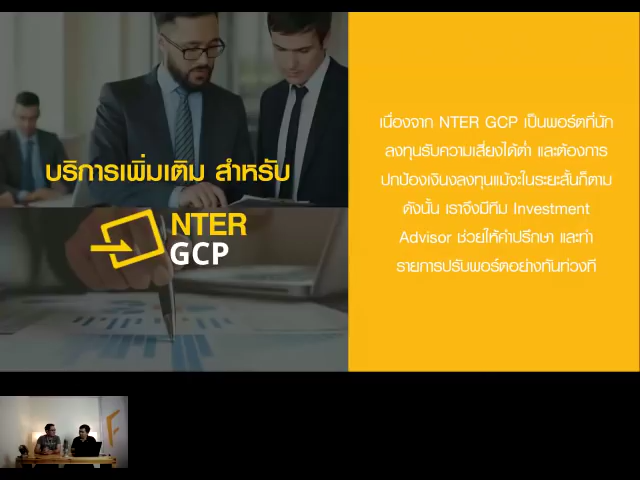 บริการเพิ่มเติม สำหรับ
NTER
GCP
เนื่องจาก NTER GCP เป็นพอร์ตที่นัก
ลงทุนรับความเสี่ยงได้ต่ำ และต้องการ
ปกป้องเงินงลงทุนแม้จะในระยะสั้นก็ตาม
ดังนั้น เราจึงมีทีม Investment
Advisor ช่วยให้คำปรึกษา และทำ
รายการปรับพอร์ตอย่างทันท่วงที